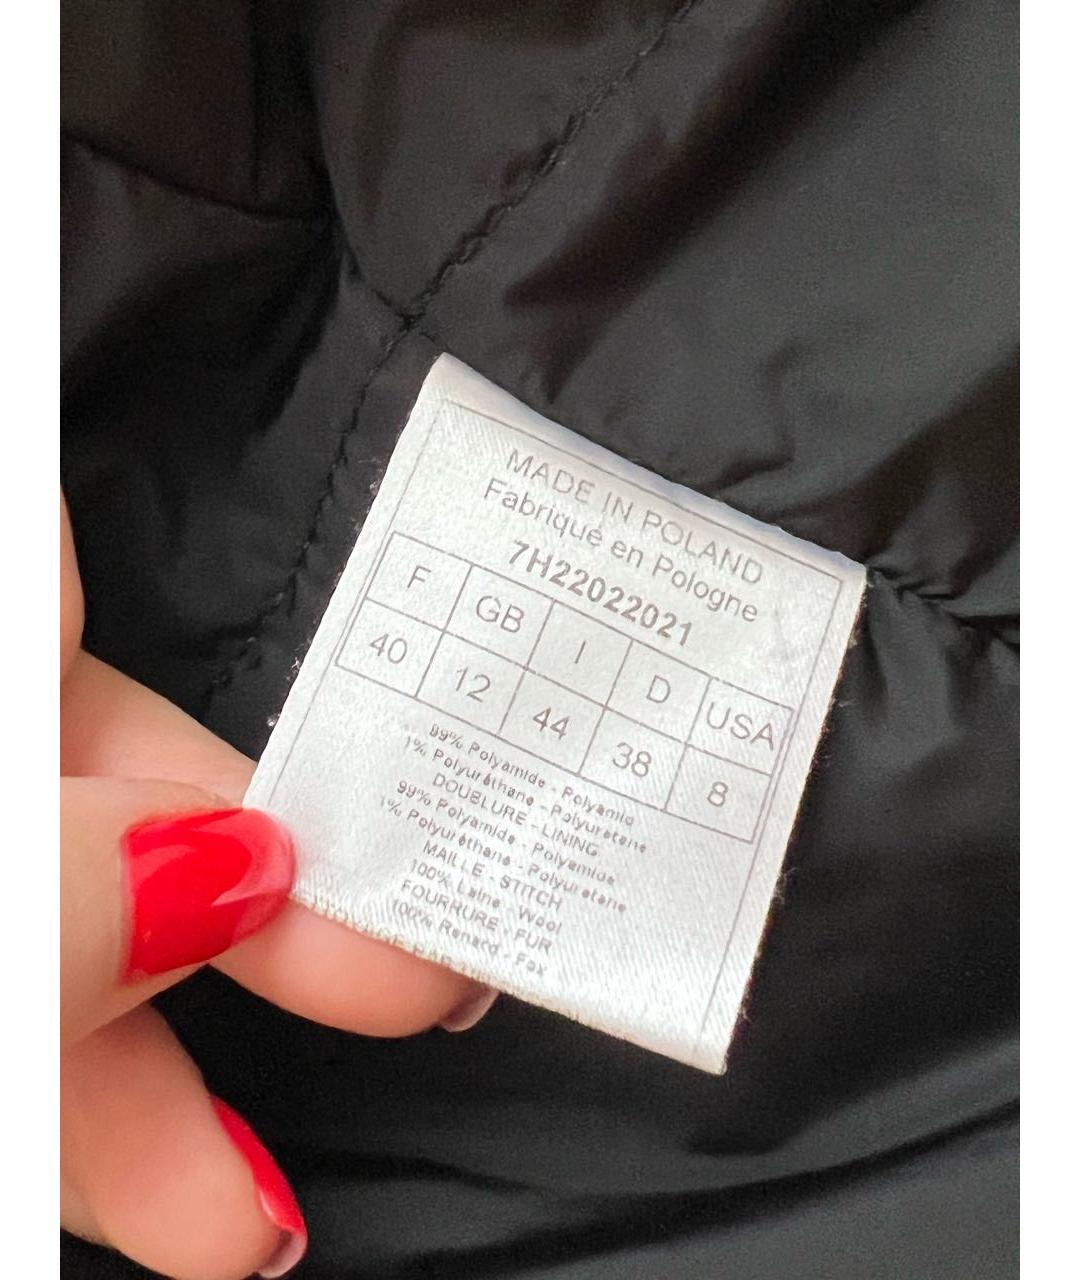 MADE IN POLAND
Fabriqué en Pologne
7H22022021
F GB I D USA
40 12 44 38 8
99% Polyamide - Polyamid
1% Polyuréthane - Polyuretane
DOUBLURE - LINING
99% Polyamide - Polyamide
1% Polyuréthane - Polyuretane
MAILLE - STITCH
100% Laine - Wool
FOURRURE - FUR
100% Renard - Fox